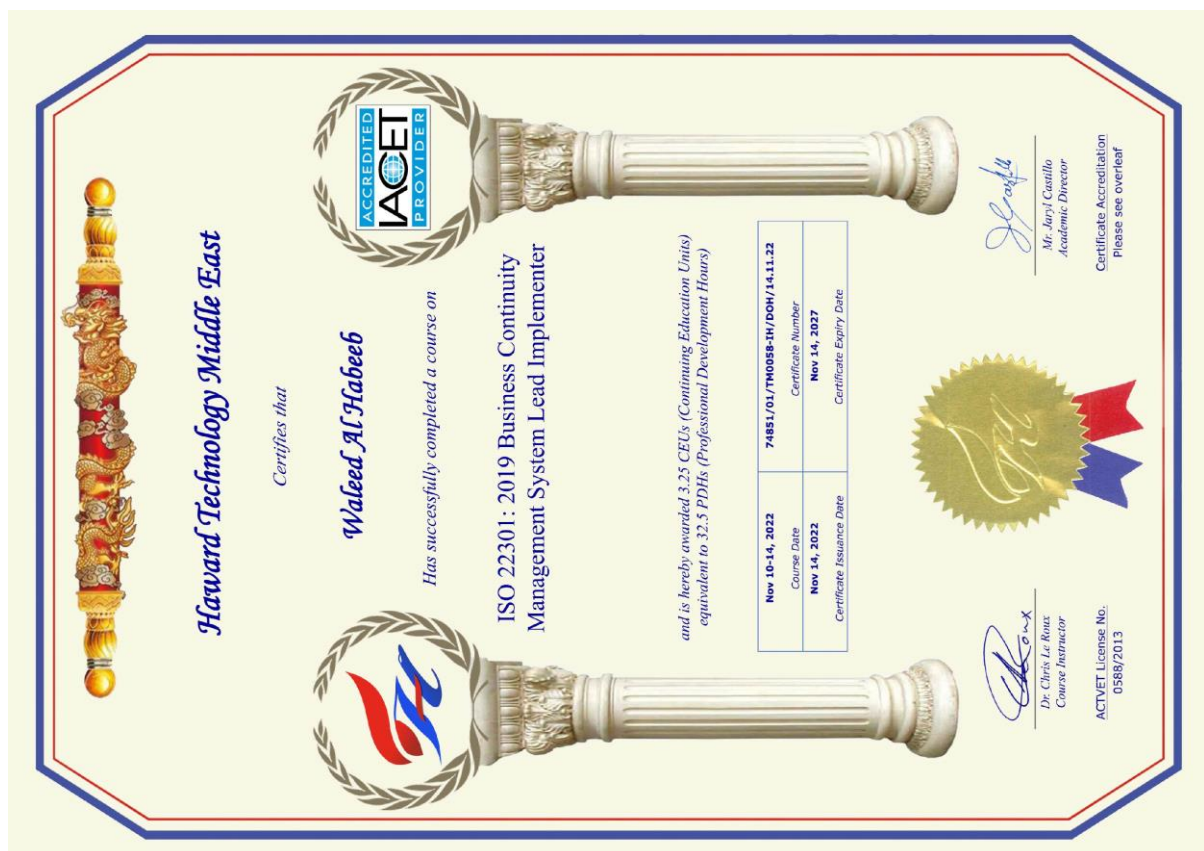 Haward Technology Middle East
Certifies that
Waleed Al Habeeb
ACCREDITED
IACET
PROVIDER
Has successfully completed a course on
ISO 22301: 2019 Business Continuity
Management System Lead Implementer
and is hereby awarded 3.25 CEUs (Continuing Education Units)
equivalent to 32.5 PDHs (Professional Development Hours)
Nov 10-14, 2022 74851/01/TM0058-IH/DOH/14.11.22
Course Date Certificate Number
Nov 14, 2022 Nov 14, 2027
Certificate Issuance Date Certificate Expiry Date
Dr. Chris Le Roux
Course Instructor
Mr. Jaryl Castillo
Academic Director
ACTVET License No.
0588/2013
Certificate Accreditation
Please see overleaf